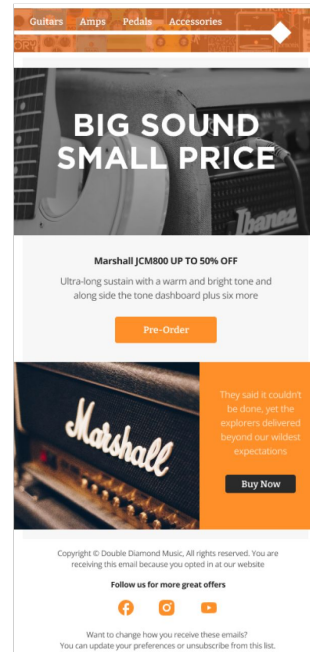 Guitars Amps Pedals Accessories
BIG SOUND
SMALL PRICE
Ibanez
Marshall JCM800 UP TO 50% OFF
Ultra-long sustain with a warm and bright tone and
along side the tone dashboard plus six more
Pre-Order
Marshall
They said it couldn't
be done, yet the
explorers delivered
beyond our wildest
expectations
Buy Now
Copyright © Double Diamond Music, All rights reserved. You are
receiving this email because you opted in at our website
Follow us for more great offers
Want to change how you receive these emails?
You can update your preferences or unsubscribe from this list.